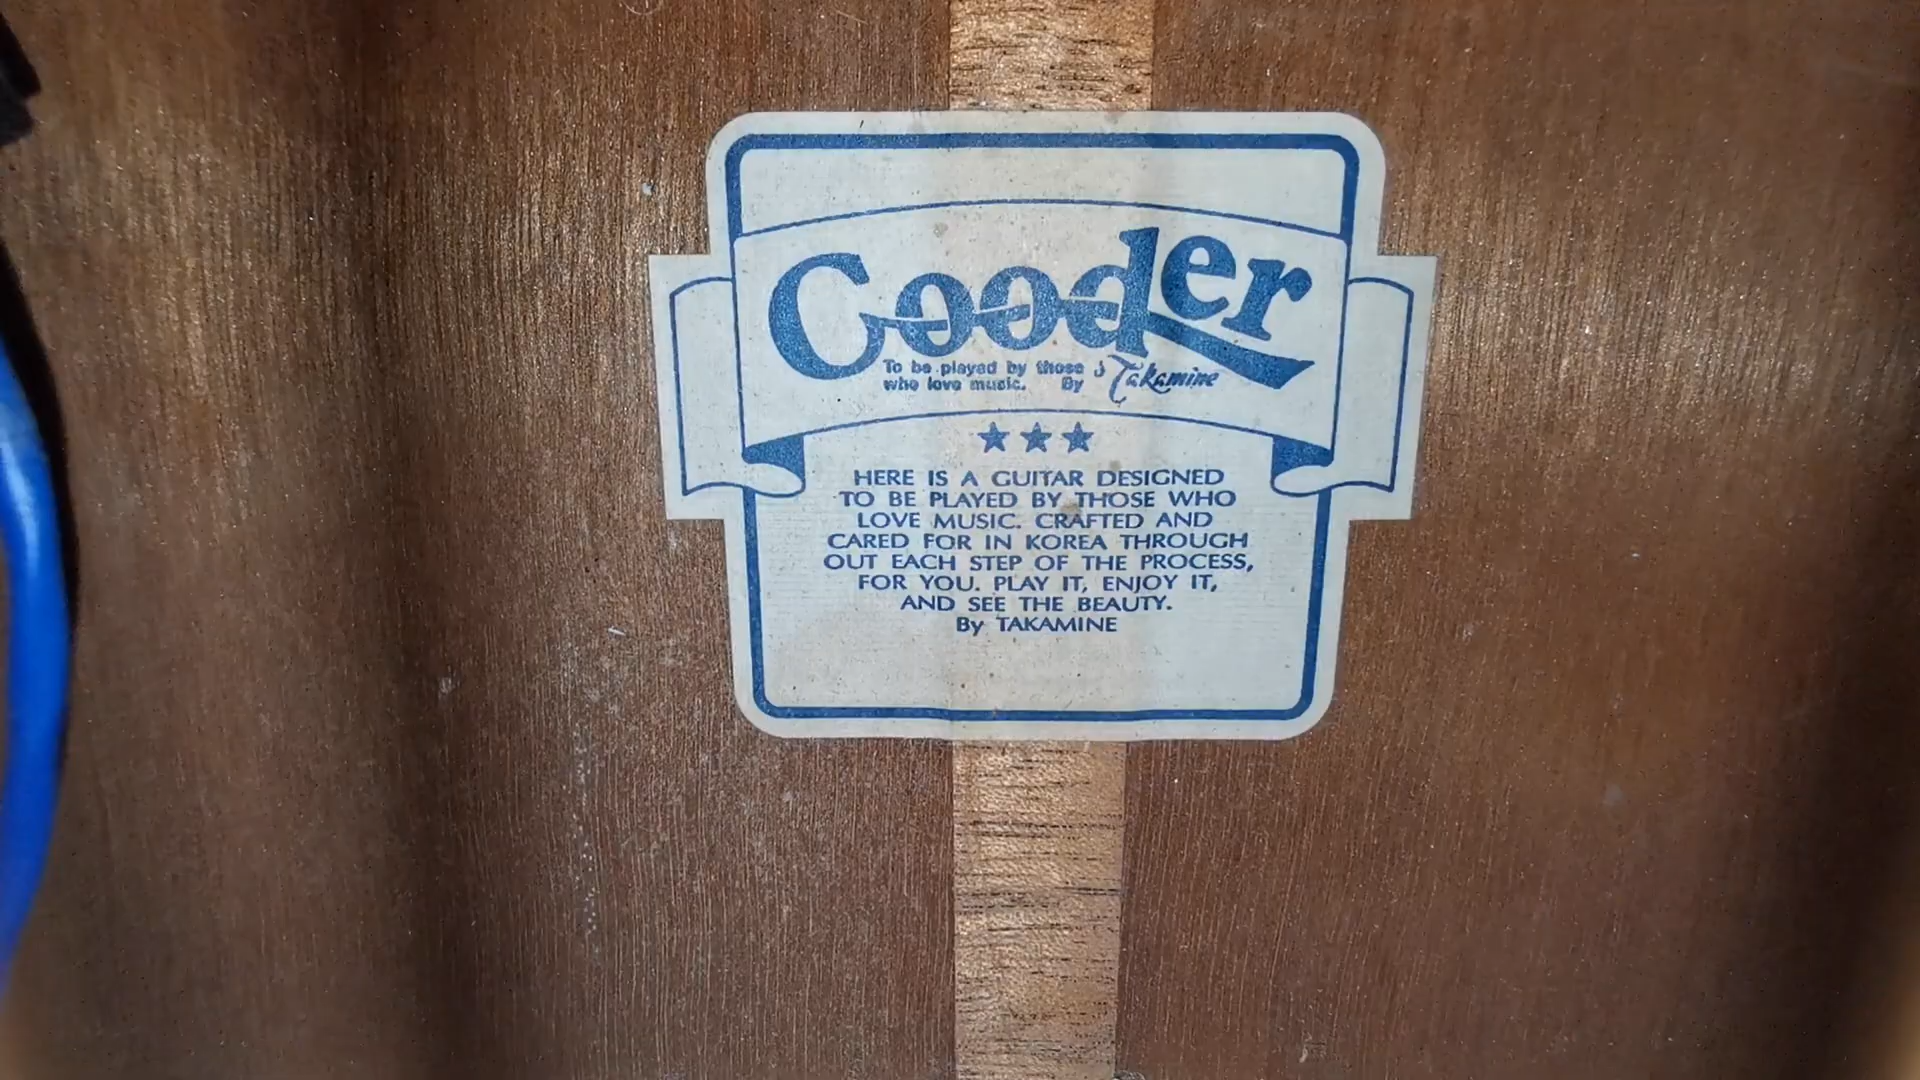 Cooder
To be played by those
who love music. By Takamine
★★★
HERE IS A GUITAR DESIGNED
TO BE PLAYED BY THOSE WHO
LOVE MUSIC. CRAFTED AND
CARED FOR IN KOREA THROUGH
OUT EACH STEP OF THE PROCESS,
FOR YOU. PLAY IT, ENJOY IT,
AND SEE THE BEAUTY.
By TAKAMINE